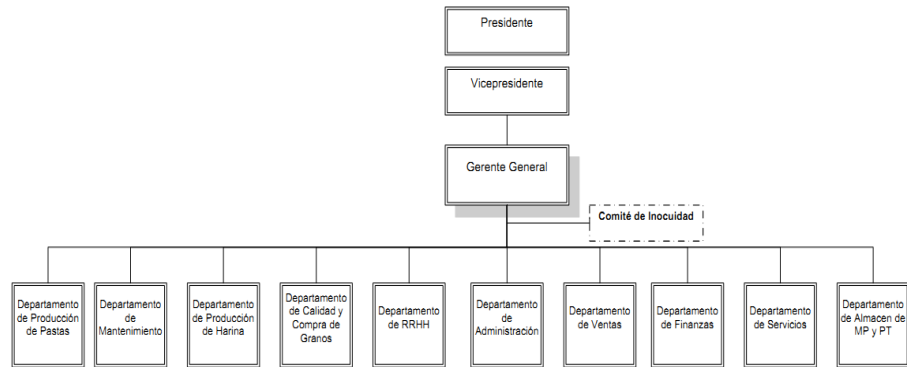 Presidente
Vicepresidente
Gerente General
Comité de Inocuidad
Departamento
de Producción
de Pastas
Departamento
de
Mantenimiento
Departamento
de Producción
de Harina
Departamento
de Calidad y
Compra de
Granos
Departamento
de RRHH
Departamento
de
Administración
Departamento
de Ventas
Departamento
de Finanzas
Departamento
de Servicios
Departamento
de Almacen de
MP y PT